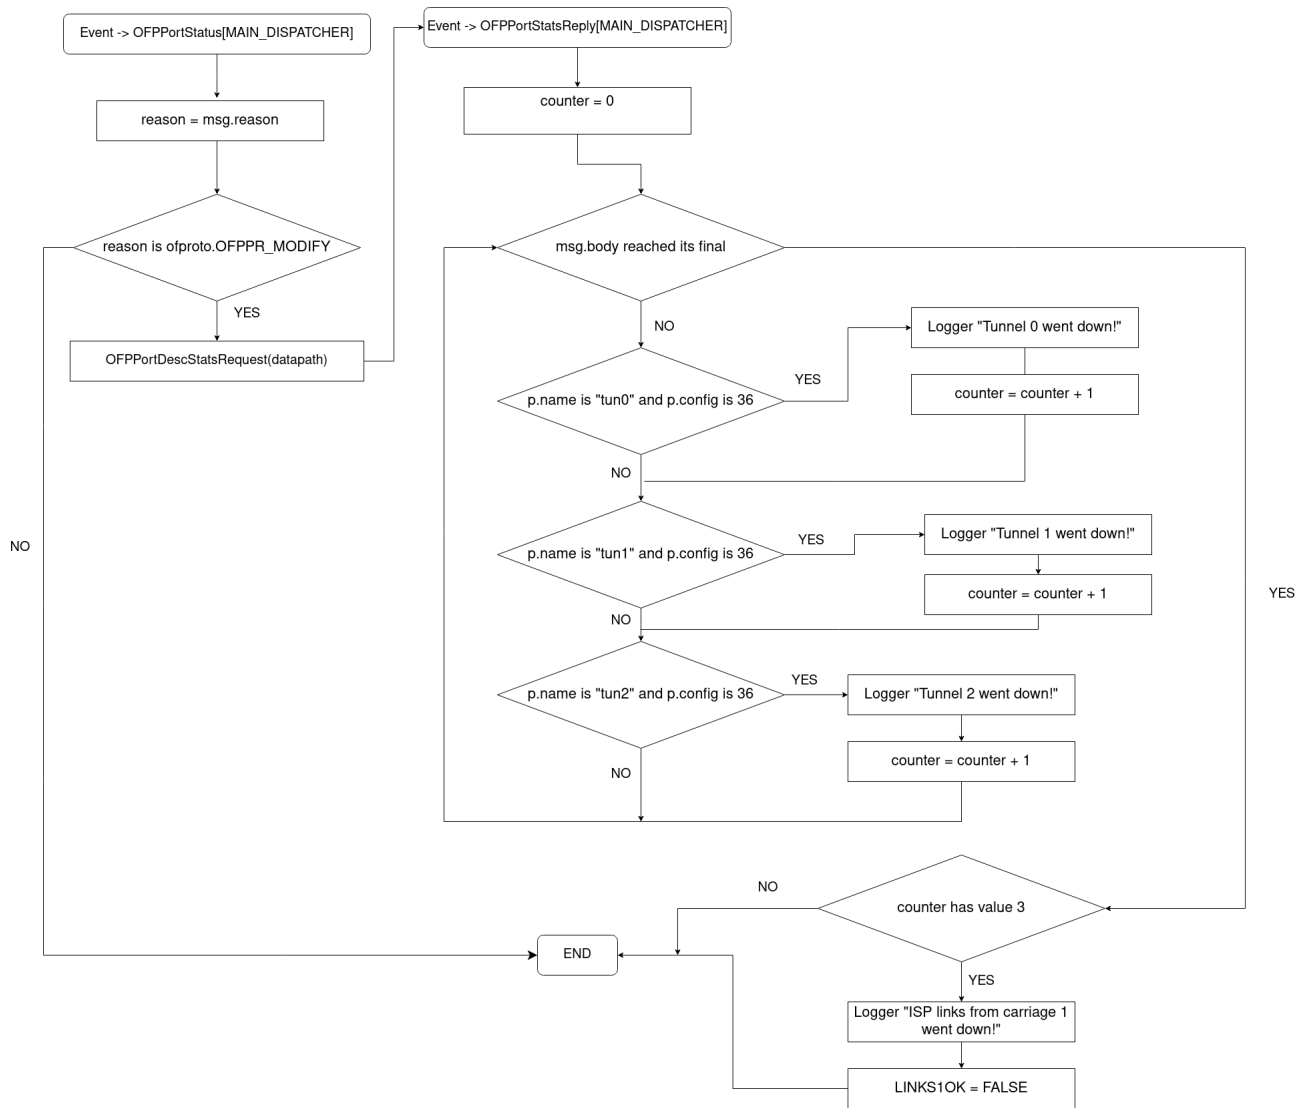 Event -> OFPPortStatus[MAIN_DISPATCHER]
reason = msg.reason
reason is ofproto.OFPPR_MODIFY
YES
OFPPortDescStatsRequest(datapath)
NO
Event -> OFPPortStatsReply[MAIN_DISPATCHER]
counter = 0
msg.body reached its final
NO
YES
p.name is "tun0" and p.config is 36
YES
Logger "Tunnel 0 went down!"
counter = counter + 1
NO
p.name is "tun1" and p.config is 36
YES
Logger "Tunnel 1 went down!"
counter = counter + 1
NO
p.name is "tun2" and p.config is 36
YES
Logger "Tunnel 2 went down!"
counter = counter + 1
NO
counter has value 3
NO
YES
Logger "ISP links from carriage 1
went down!"
LINKS1OK = FALSE
END